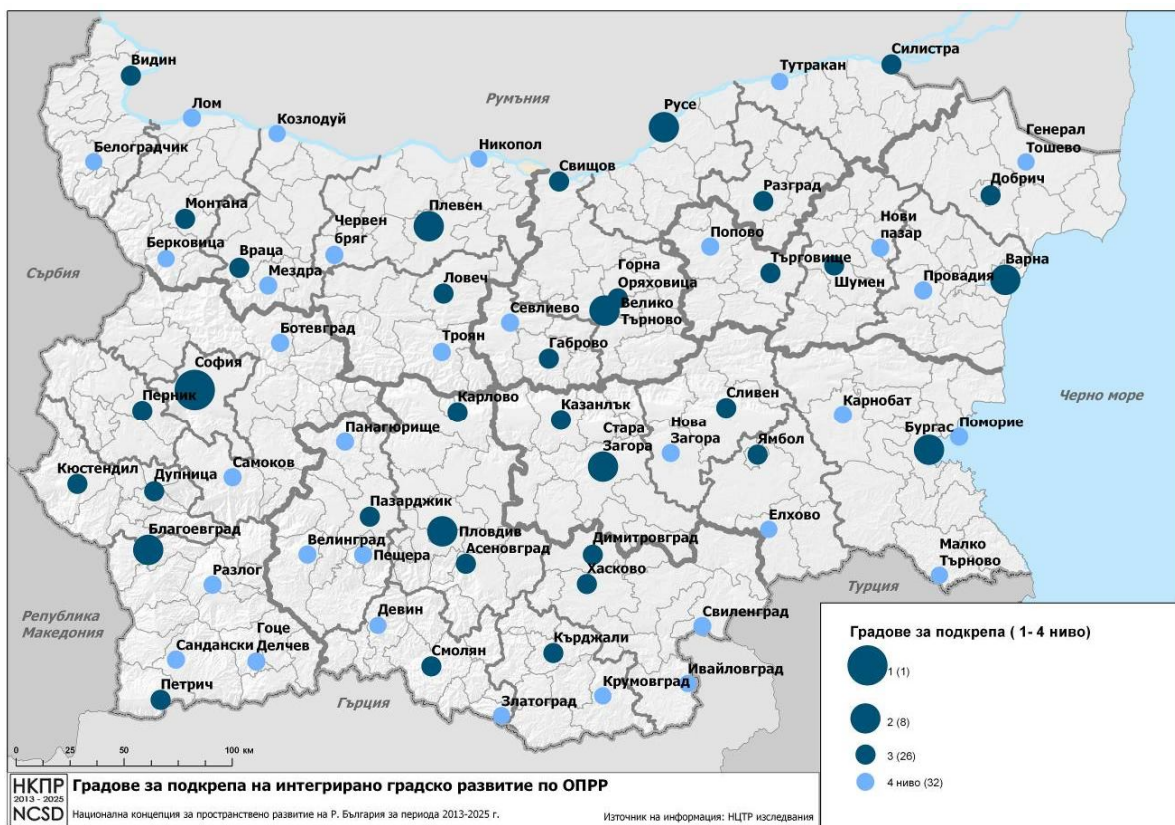 Видин
Силистра
Тутракан
Лом
Румъния
Русе
Козлодуй
Генерал
Тошево
Белоградчик
Никопол
Свищов
Разград
Добрич
Монтана
Плевен
Червен
бряг
Попово
Нови
пазар
Берковица
Враца
Търговище
Варна
Мездра
Ловеч
Горна
Оряховица
Шумен
Провадия
Сърбия
Севлиево
Велико
Търново
Ботевград
Троян
Габрово
София
Перник
Карлово
Казанлък
Сливен
Карнобат
Черно море
Панагюрище
Стара
Загора
Нова
Загора
Ямбол
Бургас
Поморие
Кюстендил
Дупница
Самоков
Пазарджик
Благоевград
Велинград
Пещера
Пловдив
Асеновград
Димитровград
Хасково
Елхово
Малко
Търново
Разлог
Турция
Република
Македония
Девин
Свиленград
Сандански
Гоце
Делчев
Смолян
Кърджали
Петрич
Гърция
Златоград
Крумовград
Ивайловград
Градове за подкрепа ( 1- 4 ниво)
1 (1)
2 (8)
3 (26)
4 ниво (32)
0 25 50 100 км
НКПР
2013 - 2025
NCSD
Градове за подкрепа на интегрирано градско развитие по ОПРР
Национална концепция за пространствено развитие на Р. България за периода 2013-2025 г.
Източник на информация: НЦТР изследвания